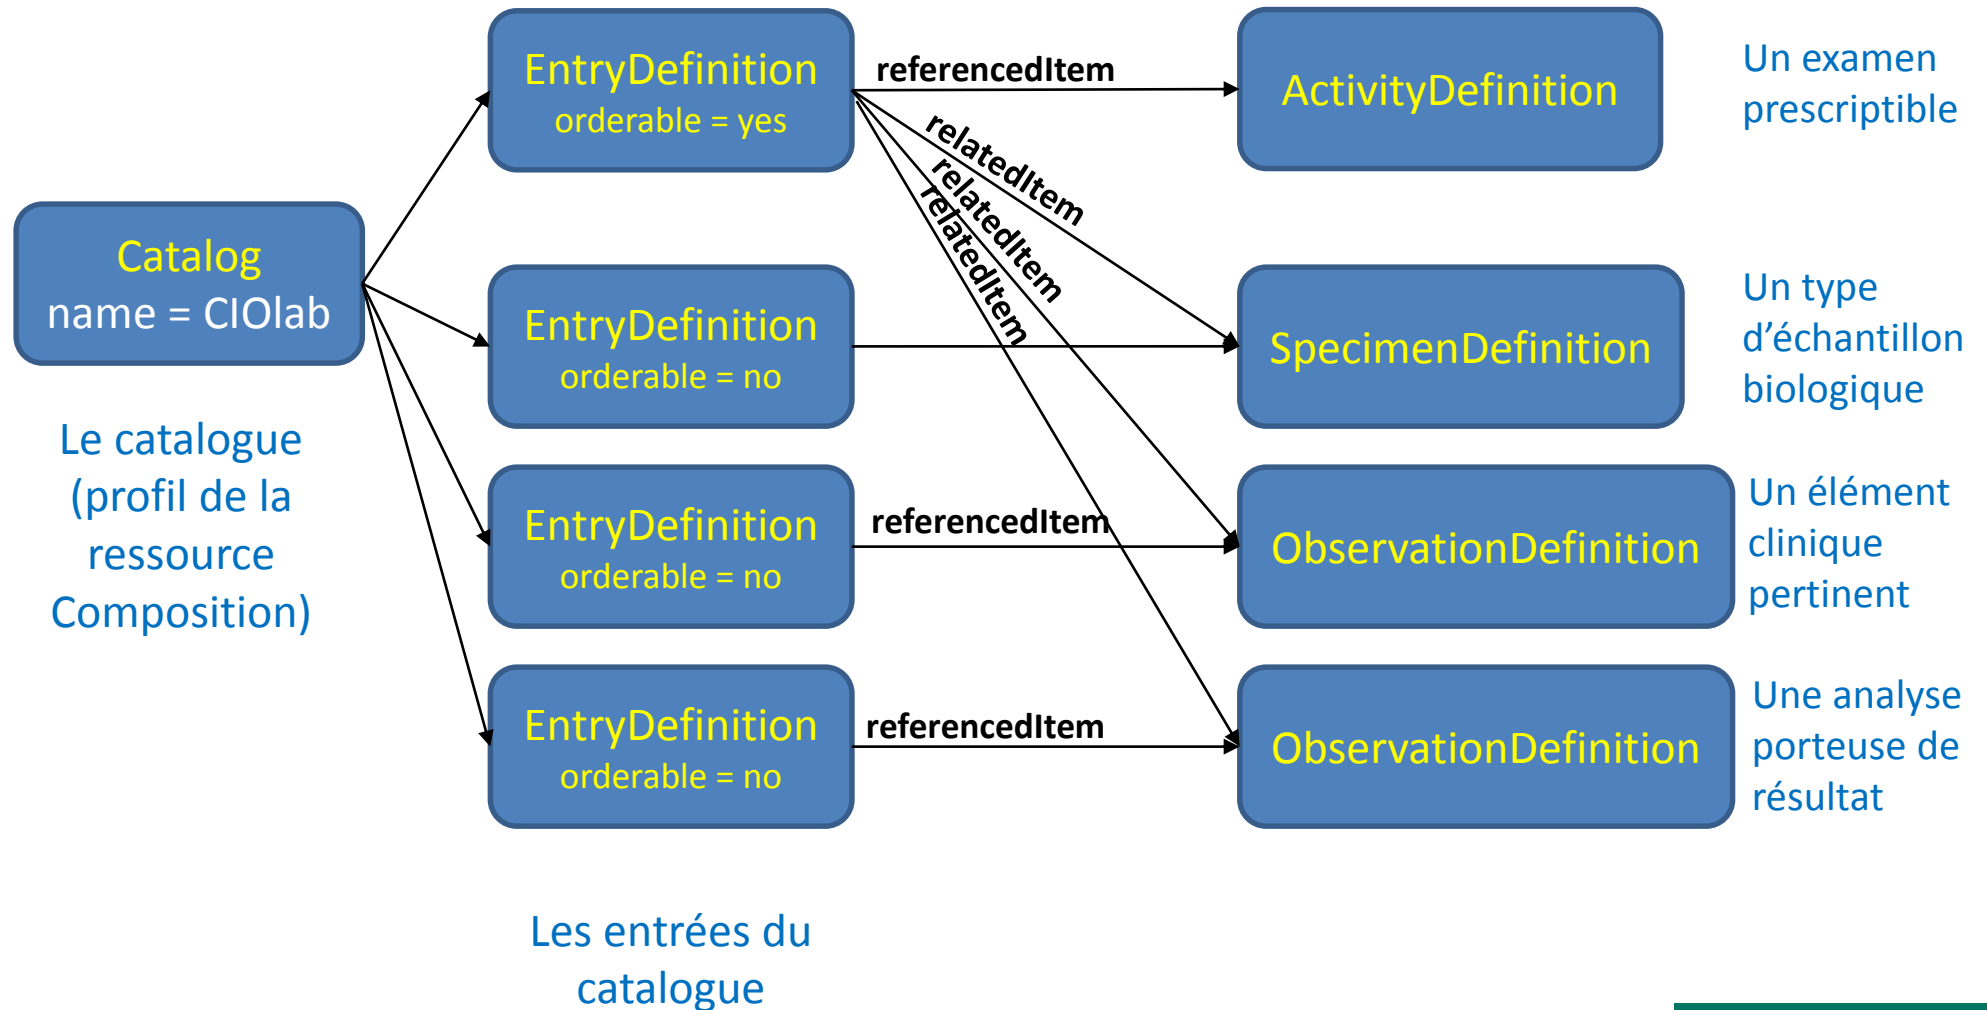 EntryDefinition
orderable = yes
referencedItem
ActivityDefinition
Un examen
prescriptible
relatedItem
relatedItem
relatedItem
Catalog
name = CIOlab
EntryDefinition
orderable = no
SpecimenDefinition
Un type
d’échantillon
biologique
Le catalogue
(profil de la
ressource
Composition)
EntryDefinition
orderable = no
referencedItem
ObservationDefinition
Un élément
clinique
pertinent
EntryDefinition
orderable = no
referencedItem
ObservationDefinition
Une analyse
porteuse de
résultat
Les entrées du
catalogue